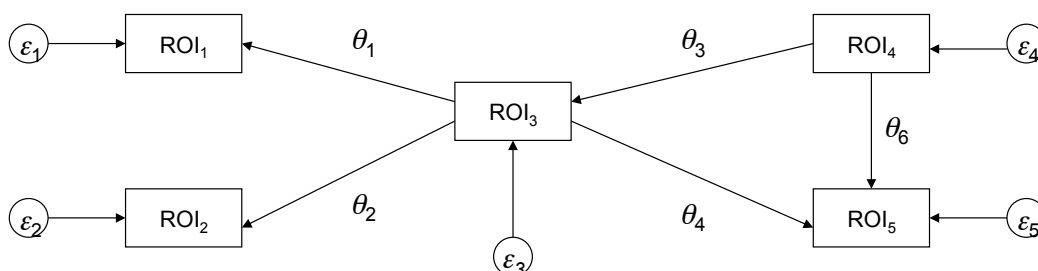 ε₁
ROI₁
θ₁
θ₃
ROI₄
ε₄
ROI₃
θ₆
ε₂
ROI₂
θ₂
θ₄
ROI₅
ε₅
ε₃